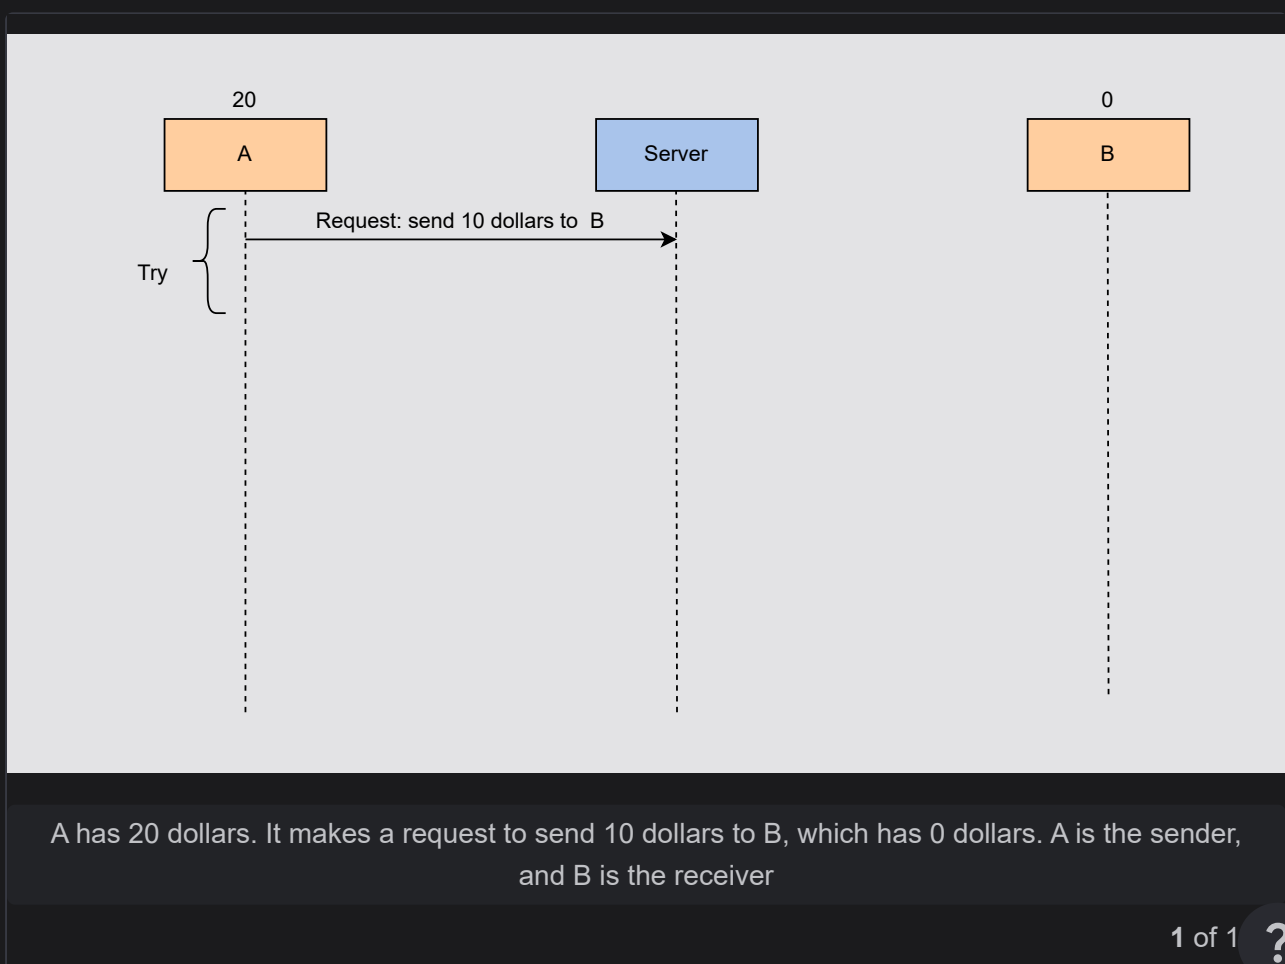 20
0
A
Server
B
Request: send 10 dollars to  B
Try
A has 20 dollars. It makes a request to send 10 dollars to B, which has 0 dollars. A is the sender,
and B is the receiver
1 of 1
?